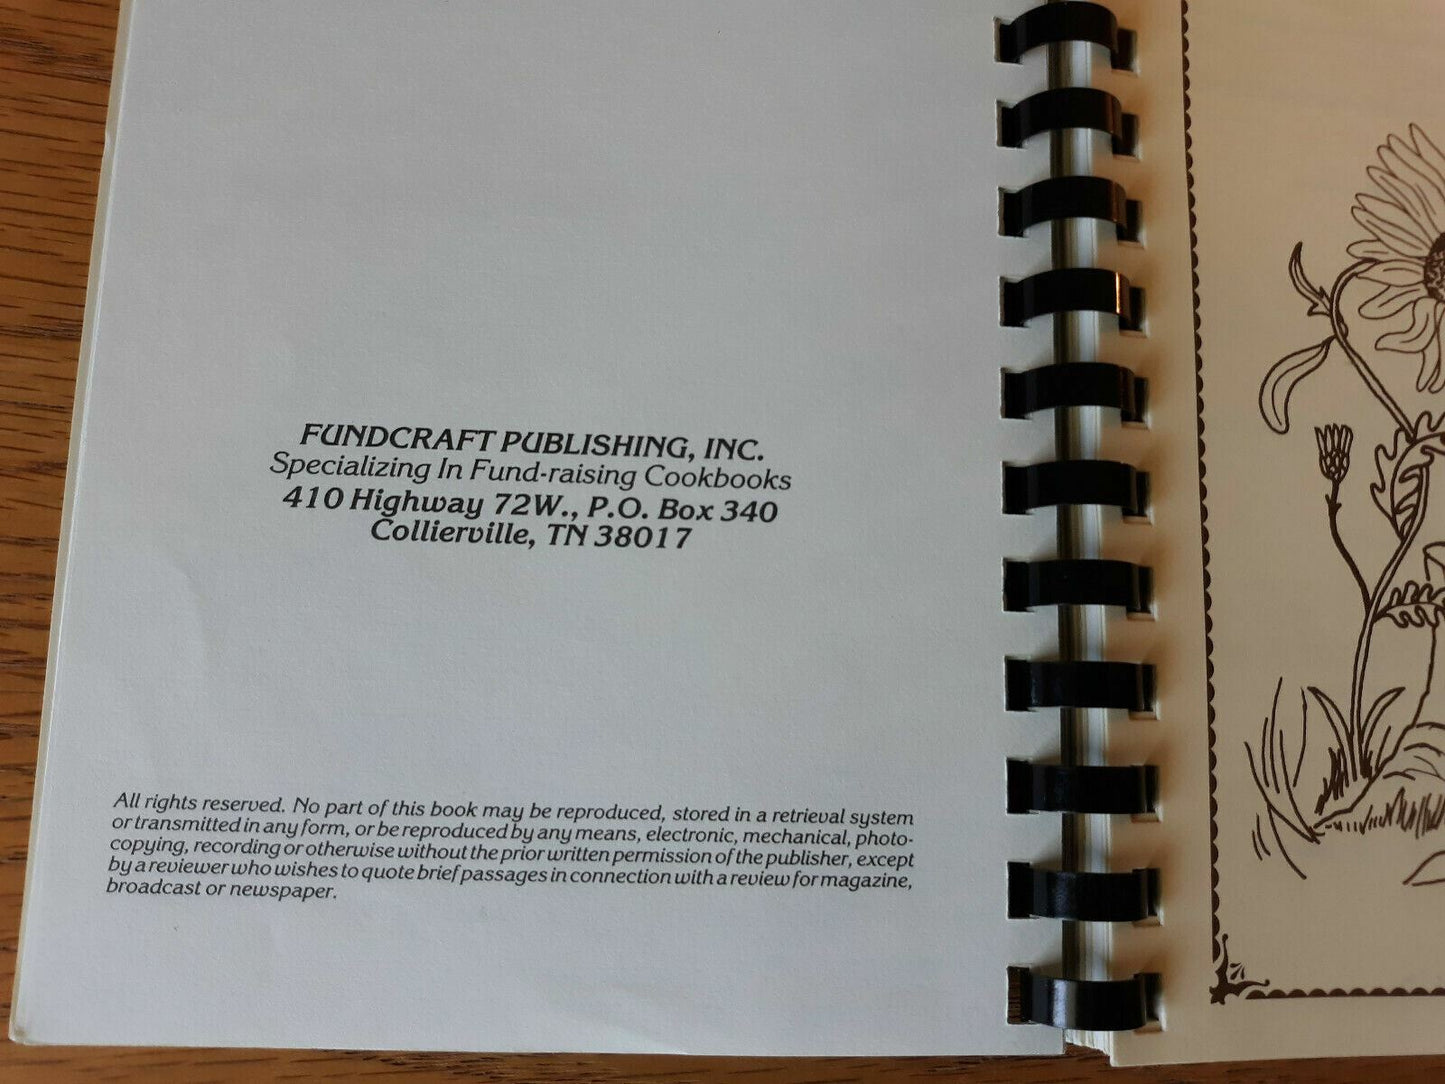 FUNDCRAFT PUBLISHING, INC.
Specializing In Fund-raising Cookbooks
410 Highway 72W., P.O. Box 340
Collierville, TN 38017
All rights reserved. No part of this book may be reproduced, stored in a retrieval system
or transmitted in any form, or be reproduced by any means, electronic, mechanical, photo-
copying, recording or otherwise without the prior written permission of the publisher, except
by a reviewer who wishes to quote brief passages in connection with a review for magazine,
broadcast or newspaper.